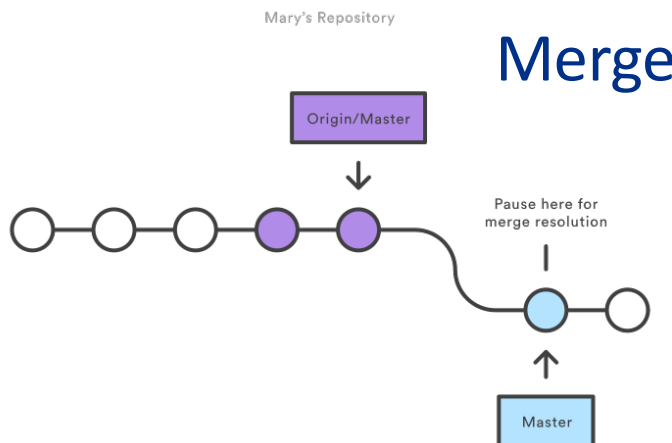 Mary's Repository
Merge
Origin/Master
Pause here for
merge resolution
Master